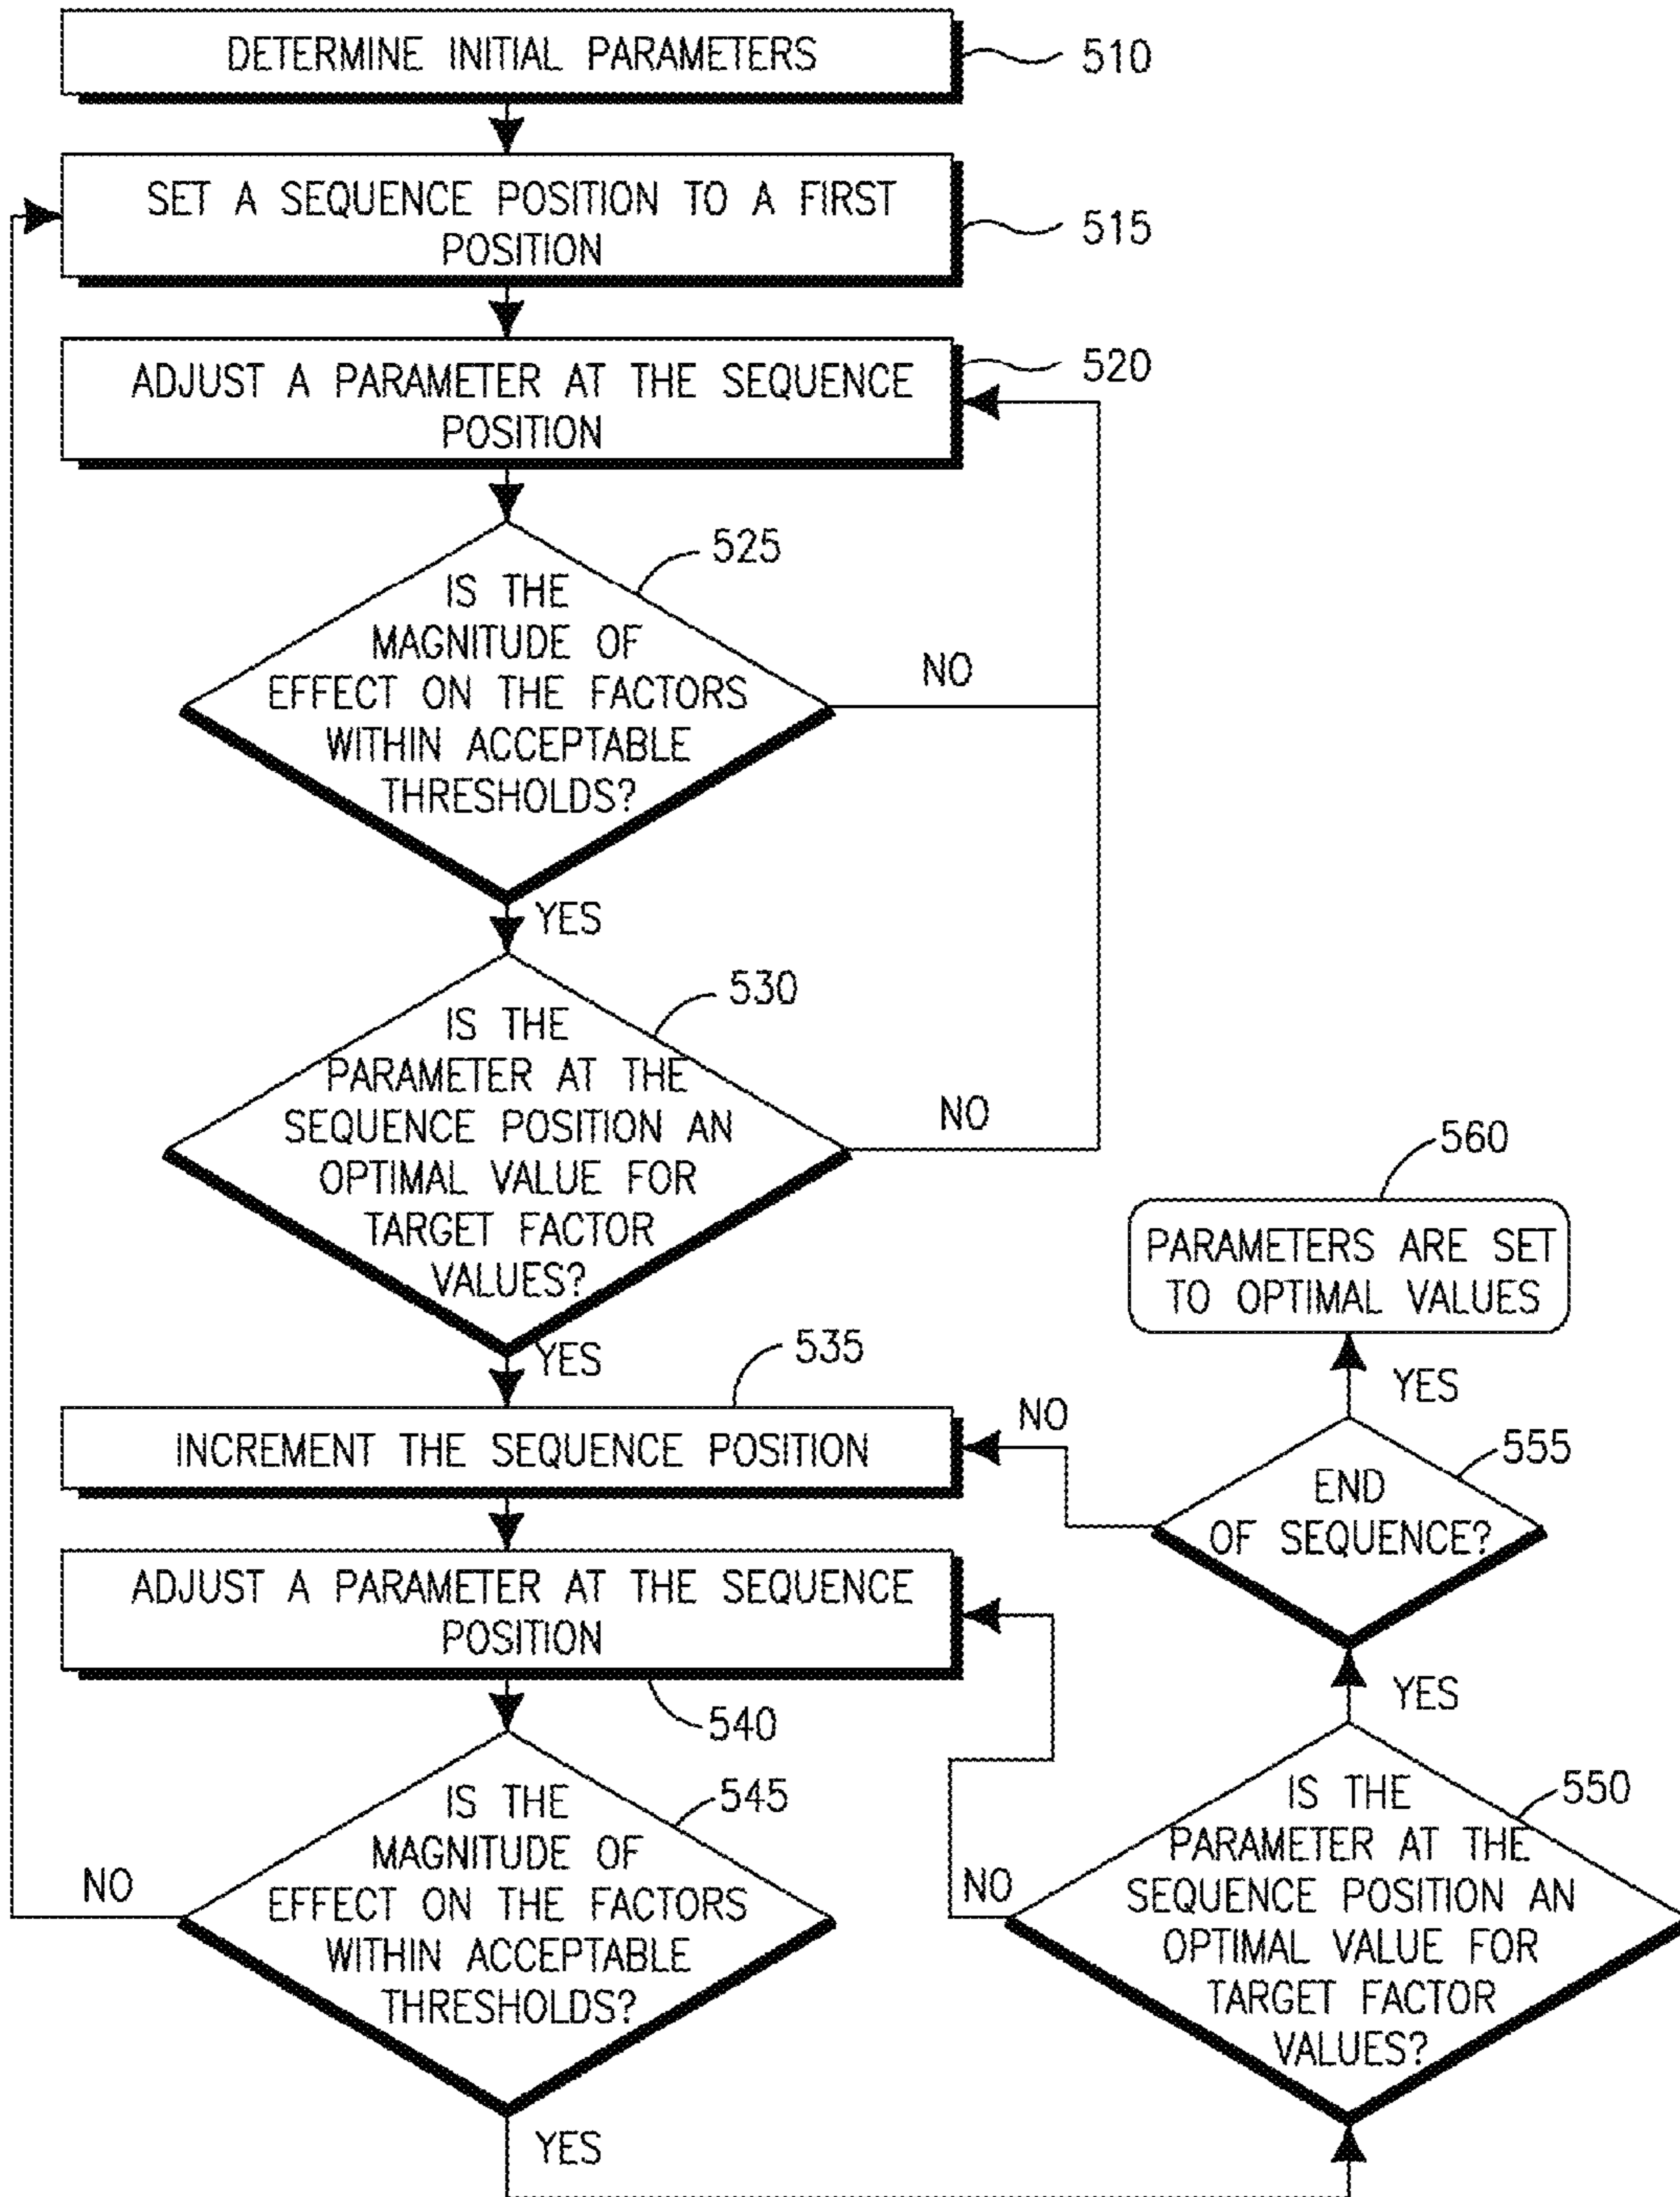 DETERMINE INITIAL PARAMETERS
510
SET A SEQUENCE POSITION TO A FIRST
POSITION
515
ADJUST A PARAMETER AT THE SEQUENCE
POSITION
520
525
IS THE
MAGNITUDE OF
EFFECT ON THE FACTORS
WITHIN ACCEPTABLE
THRESHOLDS?
NO
YES
530
IS THE
PARAMETER AT THE
SEQUENCE POSITION AN
OPTIMAL VALUE FOR
TARGET FACTOR
VALUES?
NO
YES
535
INCREMENT THE SEQUENCE POSITION
ADJUST A PARAMETER AT THE SEQUENCE
POSITION
540
545
IS THE
MAGNITUDE OF
EFFECT ON THE FACTORS
WITHIN ACCEPTABLE
THRESHOLDS?
NO
YES
550
IS THE
PARAMETER AT THE
SEQUENCE POSITION AN
OPTIMAL VALUE FOR
TARGET FACTOR
VALUES?
NO
YES
555
END
OF SEQUENCE?
NO
YES
560
PARAMETERS ARE SET
TO OPTIMAL VALUES